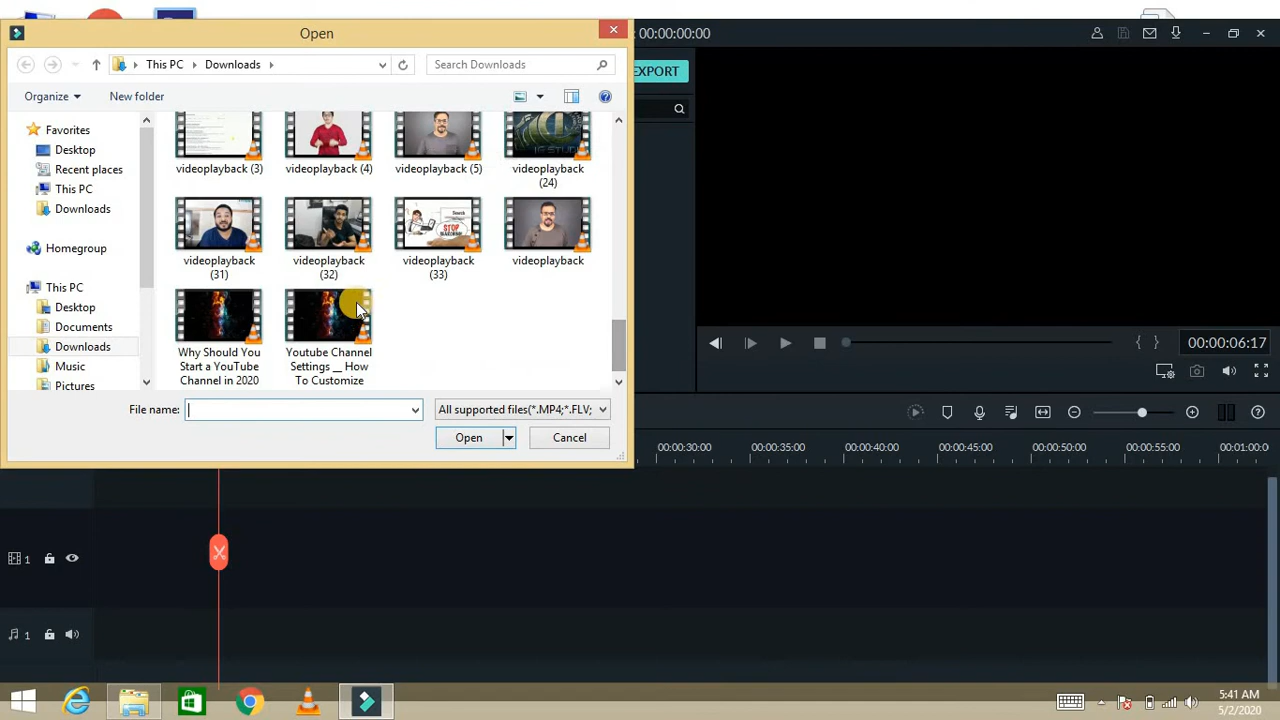 Open
: 00:00:00:00
This PC
Downloads
Search Downloads
EXPORT
Organize
New folder
Favorites
Desktop
Recent places
This PC
Downloads
Homegroup
This PC
Desktop
Documents
Downloads
Music
Pictures
videoplayback (3)
videoplayback (4)
videoplayback (5)
videoplayback
(24)
videoplayback
(31)
videoplayback
(32)
Search
STOP
videoplayback
(33)
videoplayback
Why Should You
Start a YouTube
Channel in 2020
Youtube Channel
Settings __ How
To Customize
File name:
All supported files(*.MP4;*.FLV;
Open
Cancel
00:00:06:17
00:00:30:00
00:00:35:00
00:00:40:00
00:00:45:00
00:00:50:00
00:00:55:00
00:01:00:0
1
1
5:41 AM
5/2/2020